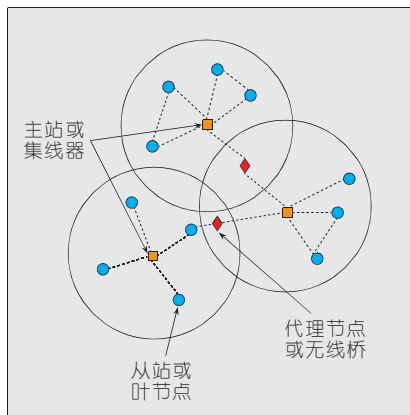 主站或
集线器
代理节点
或无线桥
从站或
叶节点